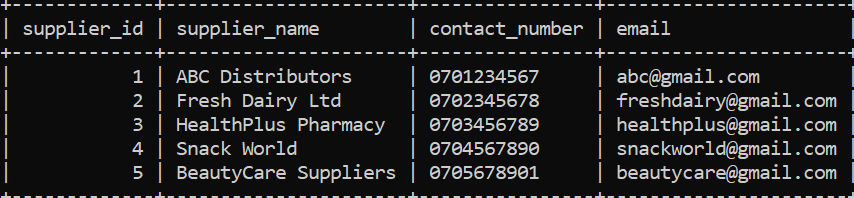 | supplier_id | supplier_name | contact_number | email |
| 1 | ABC Distributors | 0701234567 | abc@gmail.com |
| 2 | Fresh Dairy Ltd | 0702345678 | freshdairy@gmail.com |
| 3 | HealthPlus Pharmacy | 0703456789 | healthplus@gmail.com |
| 4 | Snack World | 0704567890 | snackworld@gmail.com |
| 5 | BeautyCare Suppliers | 0705678901 | beautycare@gmail.com |